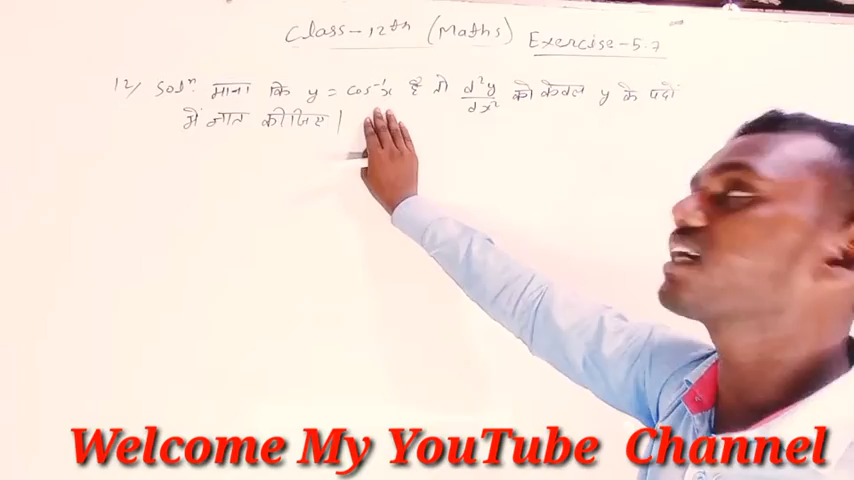 Class-12th (Maths) Exercise-5.7
12/ Solⁿ. माना कि y = cos⁻¹x है तो d²y/dx² को केवल y के पदों
में ज्ञात कीजिए।
Welcome My YouTube Channel